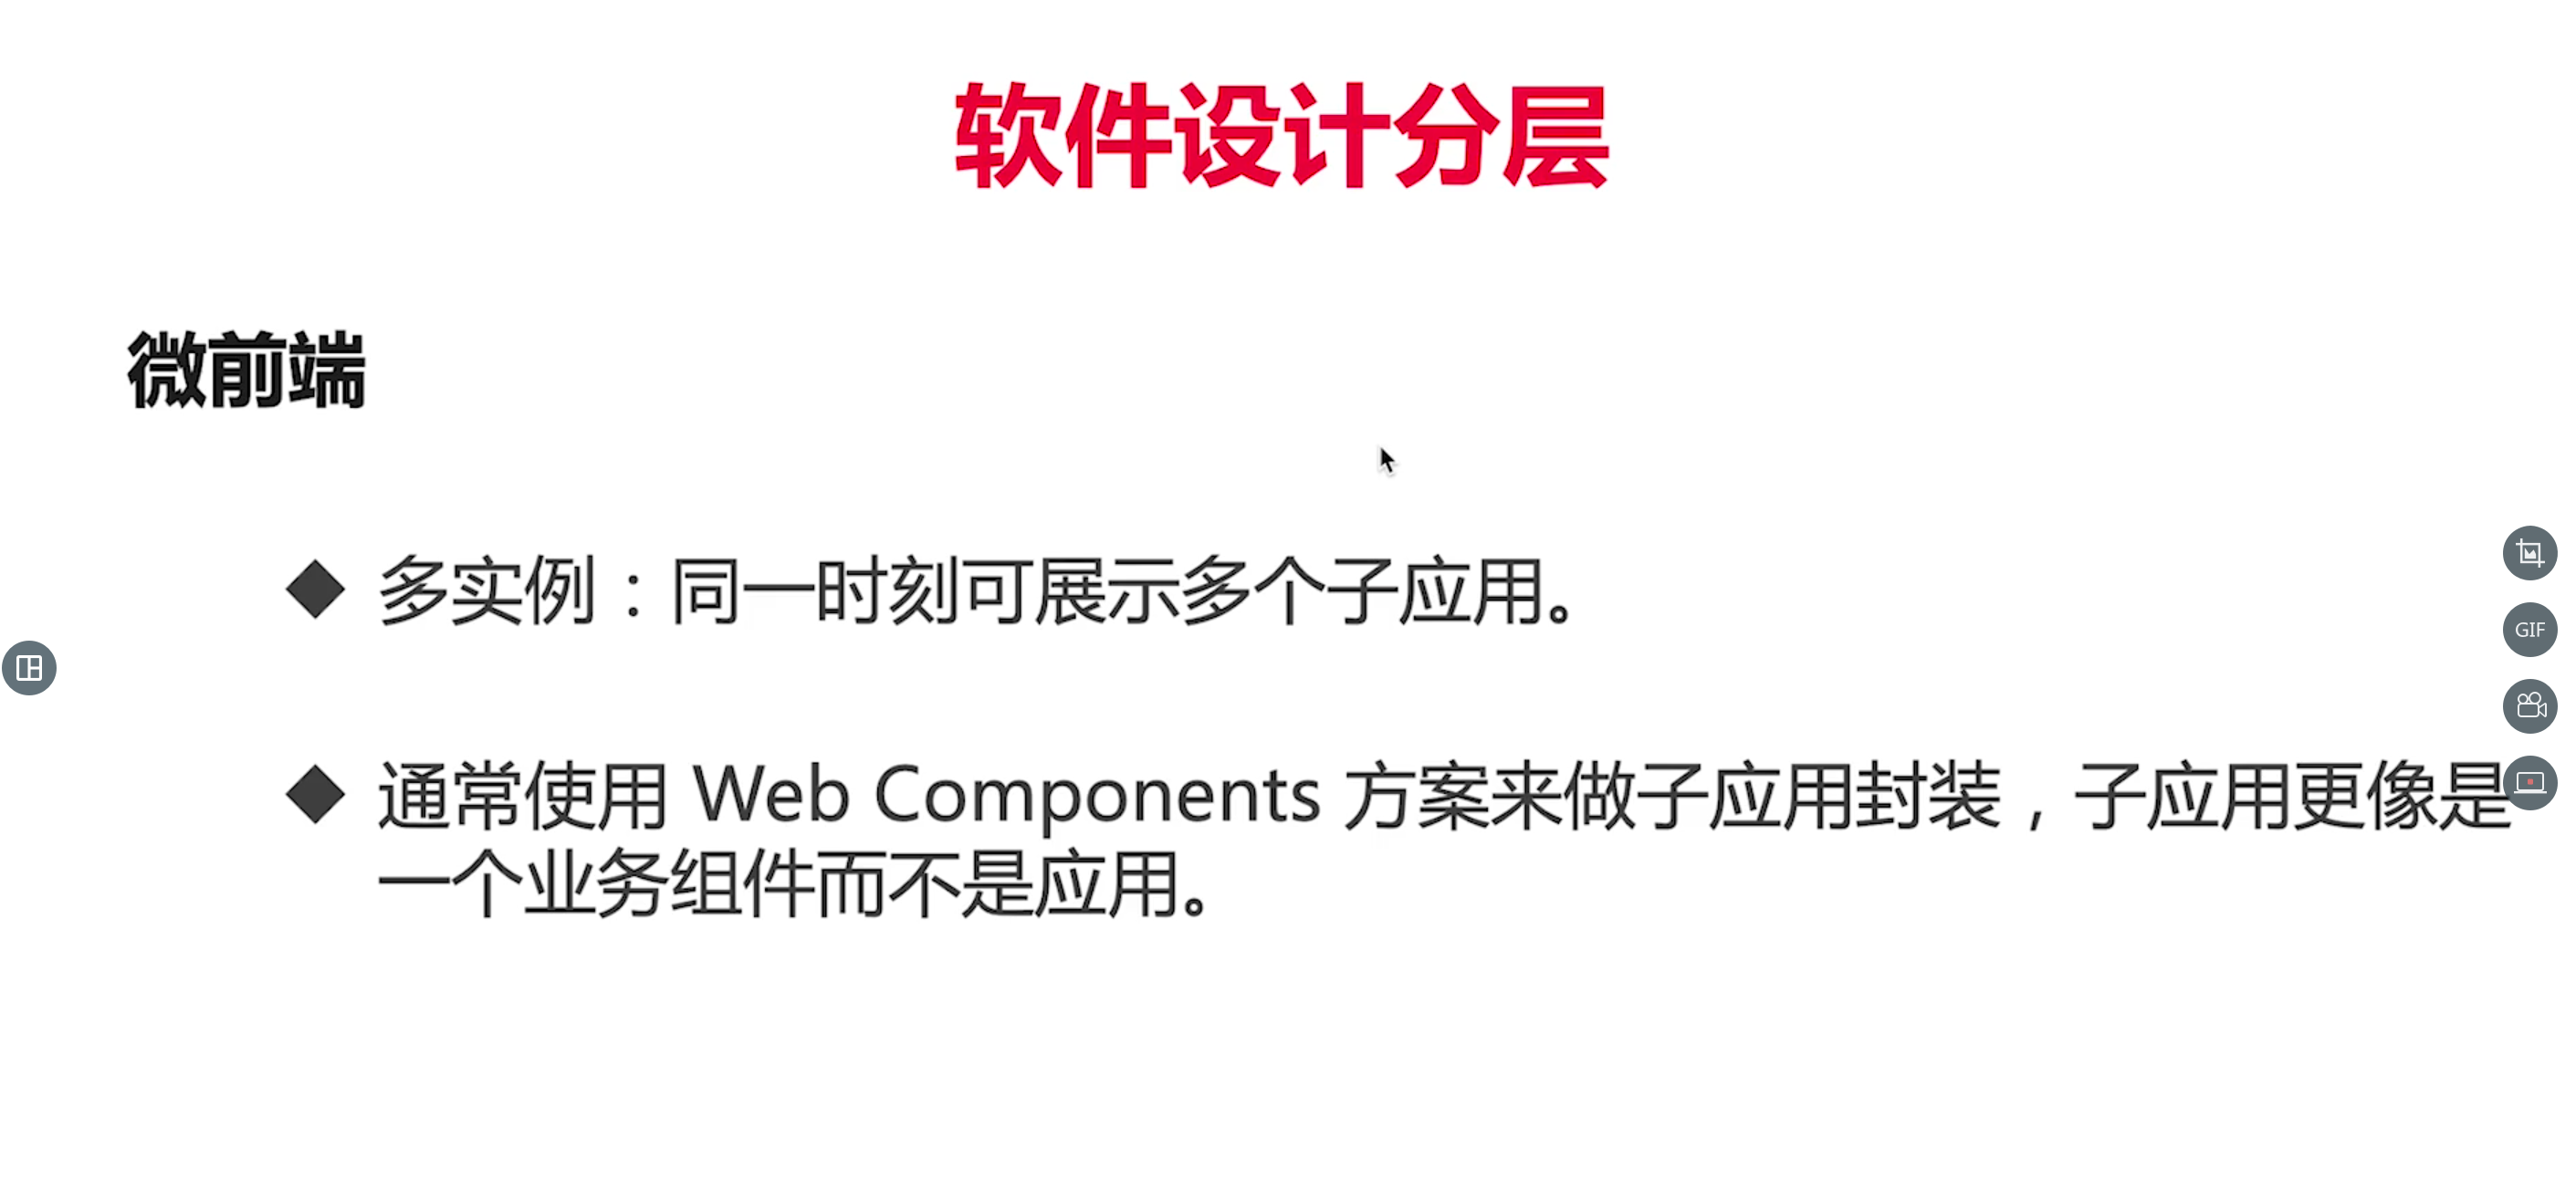 软件设计分层
微前端
◆ 多实例：同一时刻可展示多个子应用。
◆ 通常使用 Web Components 方案来做子应用封装，子应用更像是
一个业务组件而不是应用。
GIF